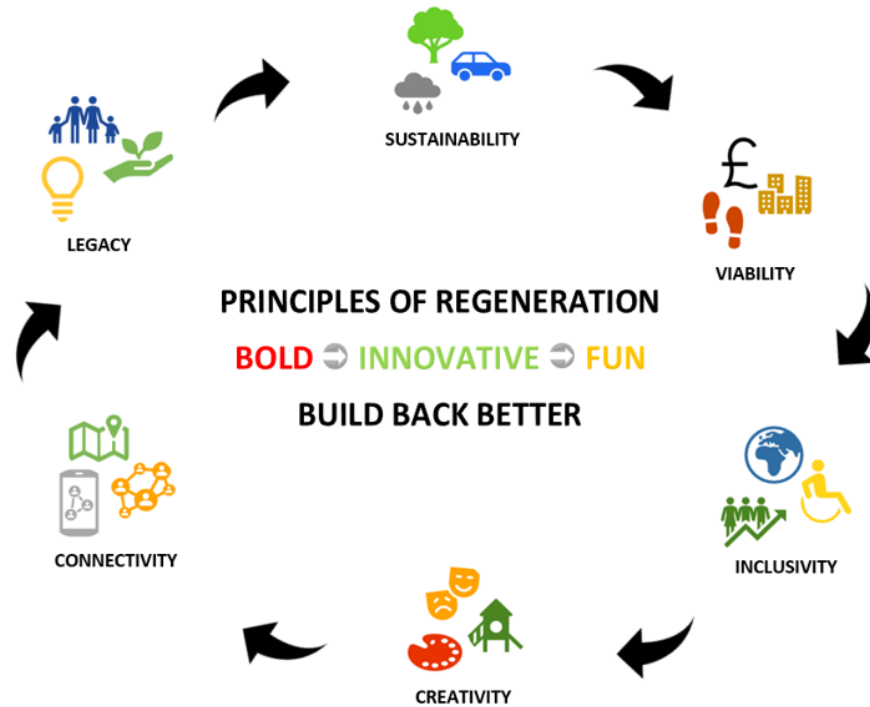 SUSTAINABILITY
LEGACY
£
VIABILITY
PRINCIPLES OF REGENERATION
BOLD ⇒ INNOVATIVE ⇒ FUN
BUILD BACK BETTER
CONNECTIVITY
INCLUSIVITY
CREATIVITY